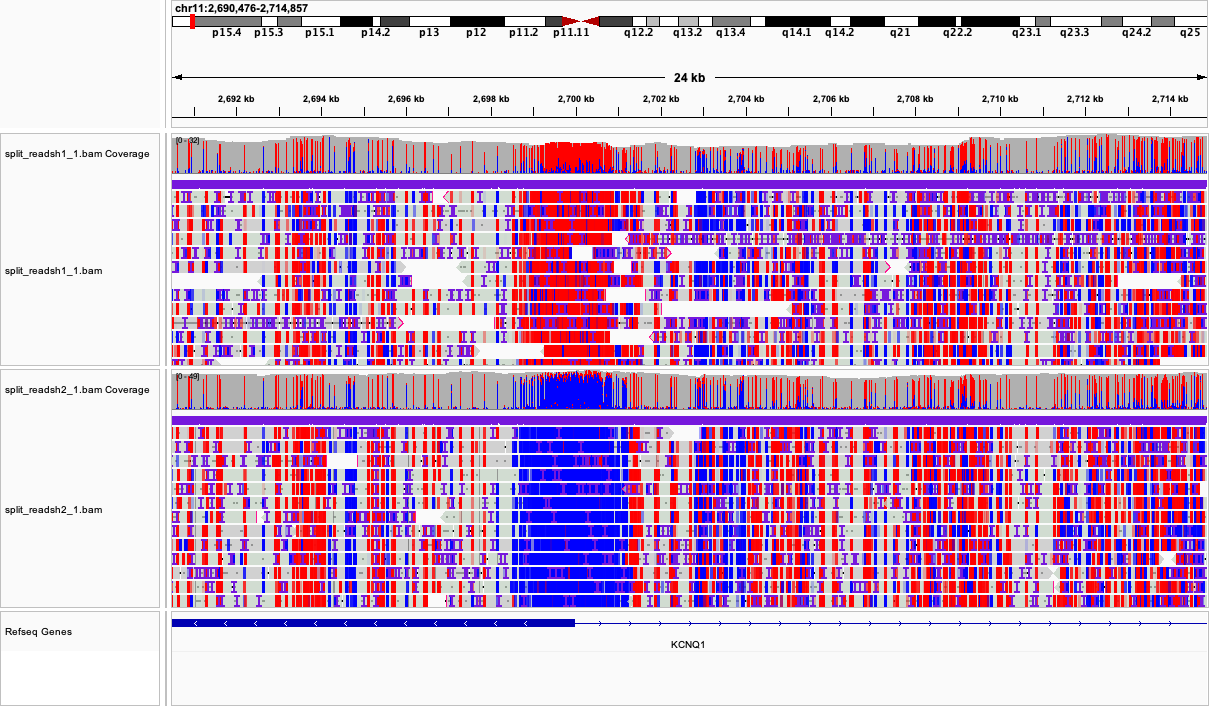 chr11:2,690,476-2,714,857
p15.4 p15.3 p15.1 p14.2 p13 p12 p11.2 p11.11 q12.2 q13.2 q13.4 q14.1 q14.2 q21 q22.2 q23.1 q23.3 q24.2 q25
24 kb
2,692 kb 2,694 kb 2,696 kb 2,698 kb 2,700 kb 2,702 kb 2,704 kb 2,706 kb 2,708 kb 2,710 kb 2,712 kb 2,714 kb
[0 - 32]
split_readsh1_1.bam Coverage
split_readsh1_1.bam
[0 - 49]
split_readsh2_1.bam Coverage
split_readsh2_1.bam
Refseq Genes
KCNQ1